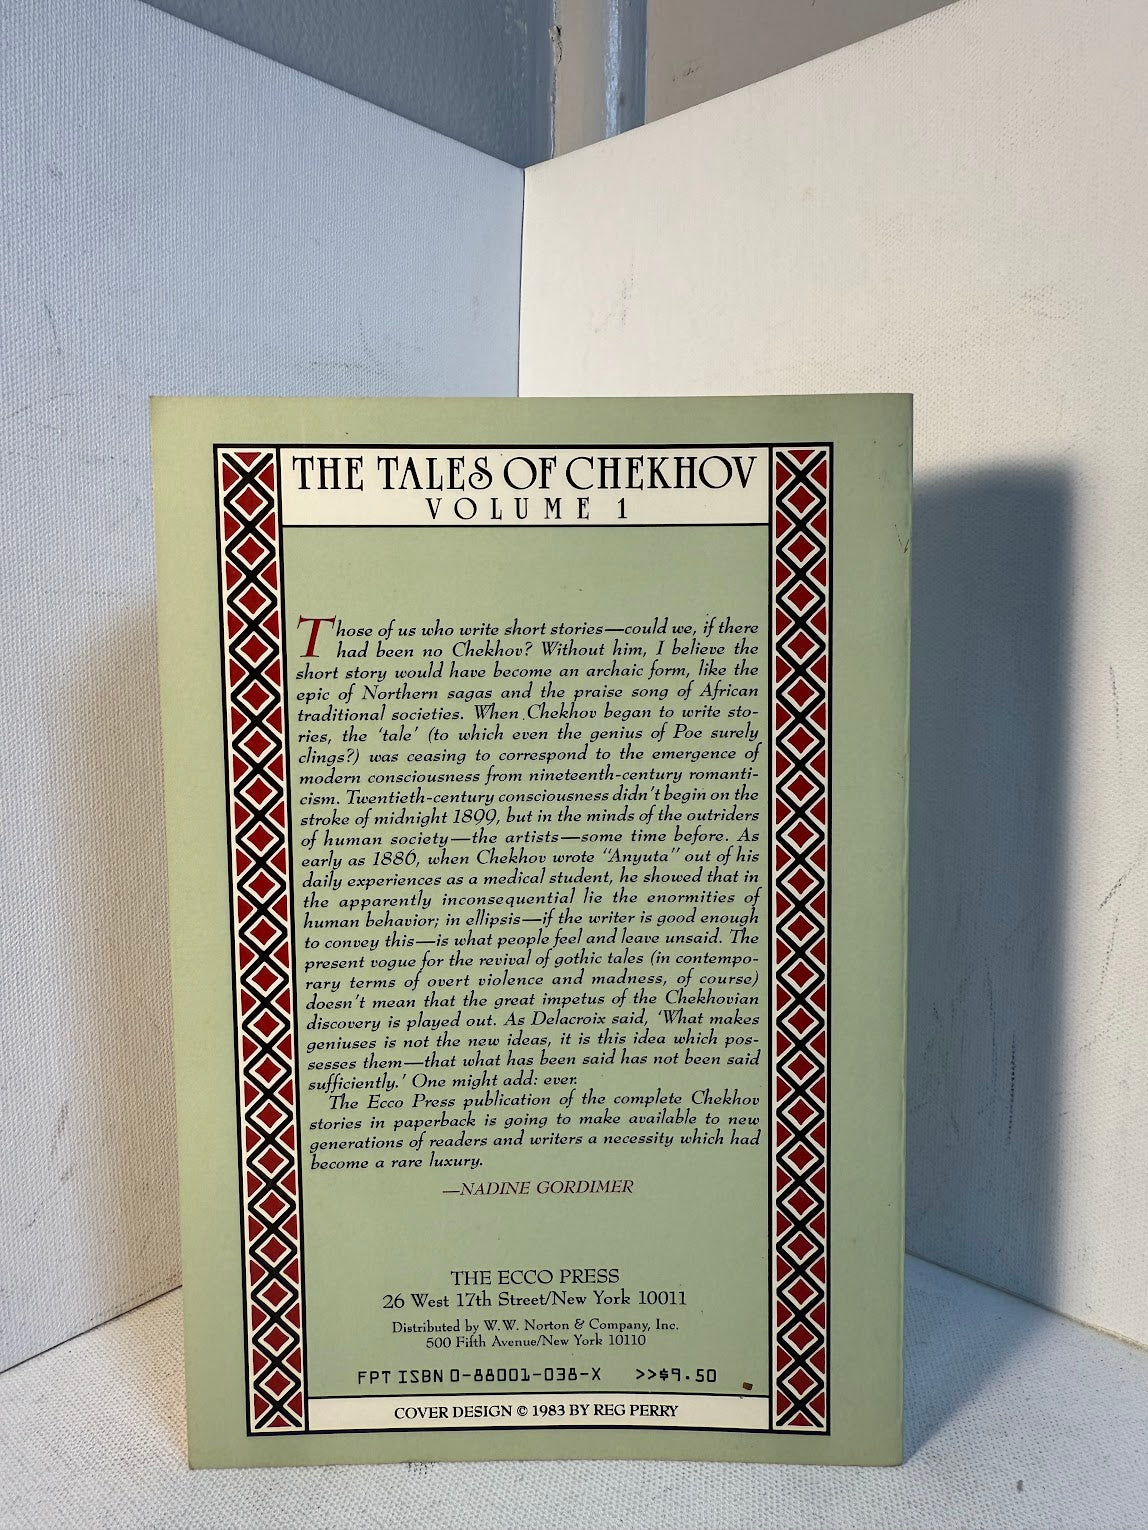 THE TALES OF CHEKHOV
VOLUME 1
Those of us who write short stories—could we, if there
had been no Chekhov? Without him, I believe the
short story would have become an archaic form, like the
epic of Northern sagas and the praise song of African
traditional societies. When Chekhov began to write sto-
ries, the 'tale' (to which even the genius of Poe surely
clings?) was ceasing to correspond to the emergence of
modern consciousness from nineteenth-century romanti-
cism. Twentieth-century consciousness didn't begin on the
stroke of midnight 1899, but in the minds of the outriders
of human society—the artists—some time before. As
early as 1886, when Chekhov wrote "Anyuta" out of his
daily experiences as a medical student, he showed that in
the apparently inconsequential lie the enormities of
human behavior; in ellipsis—if the writer is good enough
to convey this—is what people feel and leave unsaid. The
present vogue for the revival of gothic tales (in contempo-
rary terms of overt violence and madness, of course)
doesn't mean that the great impetus of the Chekhovian
discovery is played out. As Delacroix said, 'What makes
geniuses is not the new ideas, it is this idea which pos-
sesses them—that what has been said has not been said
sufficiently.' One might add: ever.
The Ecco Press publication of the complete Chekhov
stories in paperback is going to make available to new
generations of readers and writers a necessity which had
become a rare luxury.
—NADINE GORDIMER
THE ECCO PRESS
26 West 17th Street/New York 10011
Distributed by W.W. Norton & Company, Inc.
500 Fifth Avenue/New York 10110
FPT ISBN 0-88001-038-X >>$9.50
COVER DESIGN © 1983 BY REG PERRY